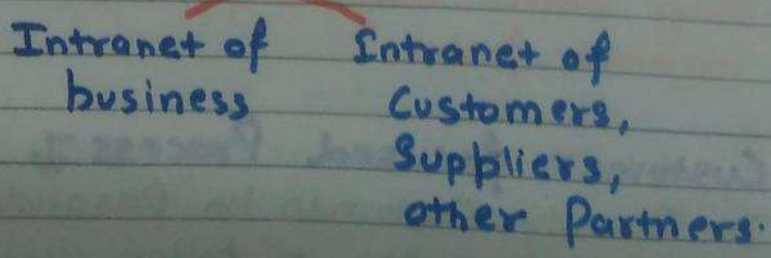 Intranet of
business
Intranet of
Customers,
Suppliers,
other Partners.